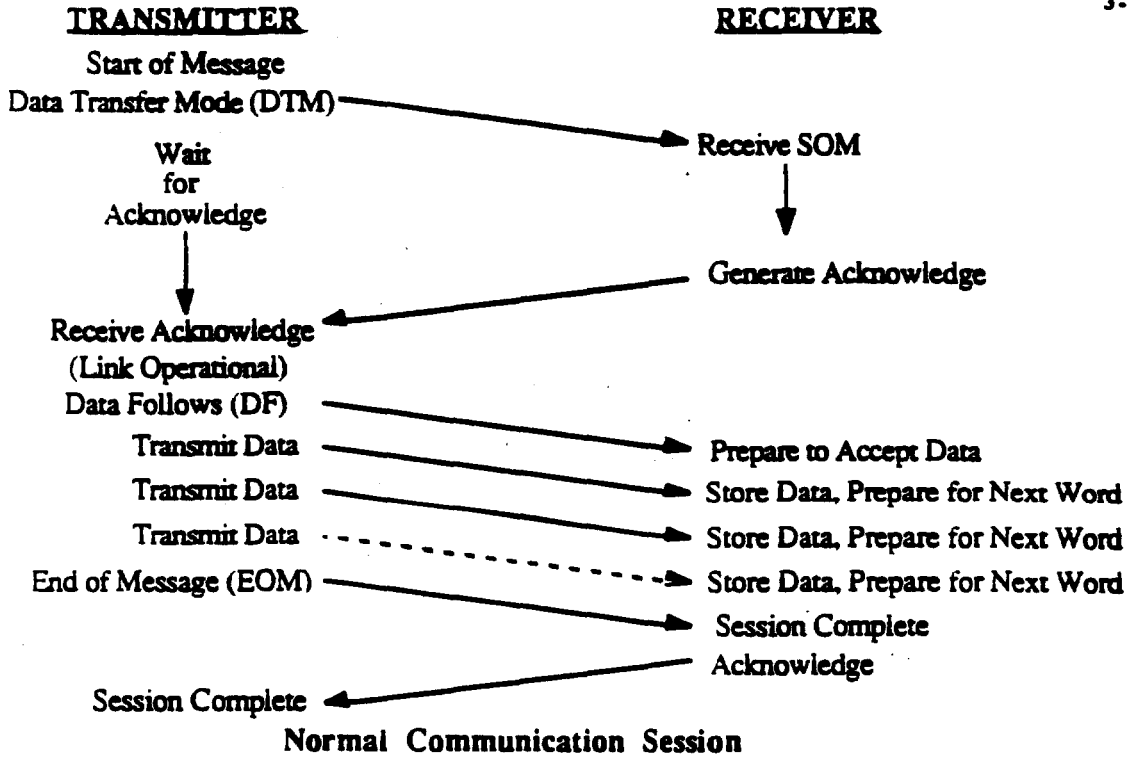 3-
TRANSMITTER
RECEIVER
Start of Message
Data Transfer Mode (DTM)
Receive SOM
Wait
for
Acknowledge
Generate Acknowledge
Receive Acknowledge
(Link Operational)
Data Follows (DF)
Prepare to Accept Data
Transmit Data
Store Data, Prepare for Next Word
Transmit Data
Store Data, Prepare for Next Word
Transmit Data
Store Data, Prepare for Next Word
End of Message (EOM)
Session Complete
Acknowledge
Session Complete
Normal Communication Session